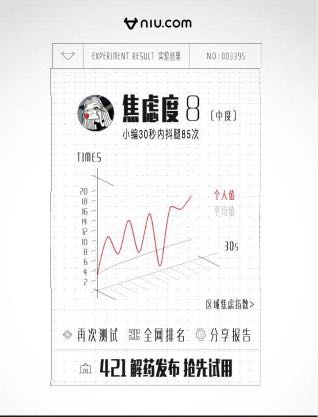 niu.com
EXPERIMENT RESULT 实验结果 NO: 003395
焦虑度 8 (中度)
小编30秒内抖腿85次
TIMES
20
18
16
14
12
10
8
6
4
2
个人值
平均值
30s
区域焦虑指数>
再次测试 全网排名 分享报告
421 解药发布 抢先试用